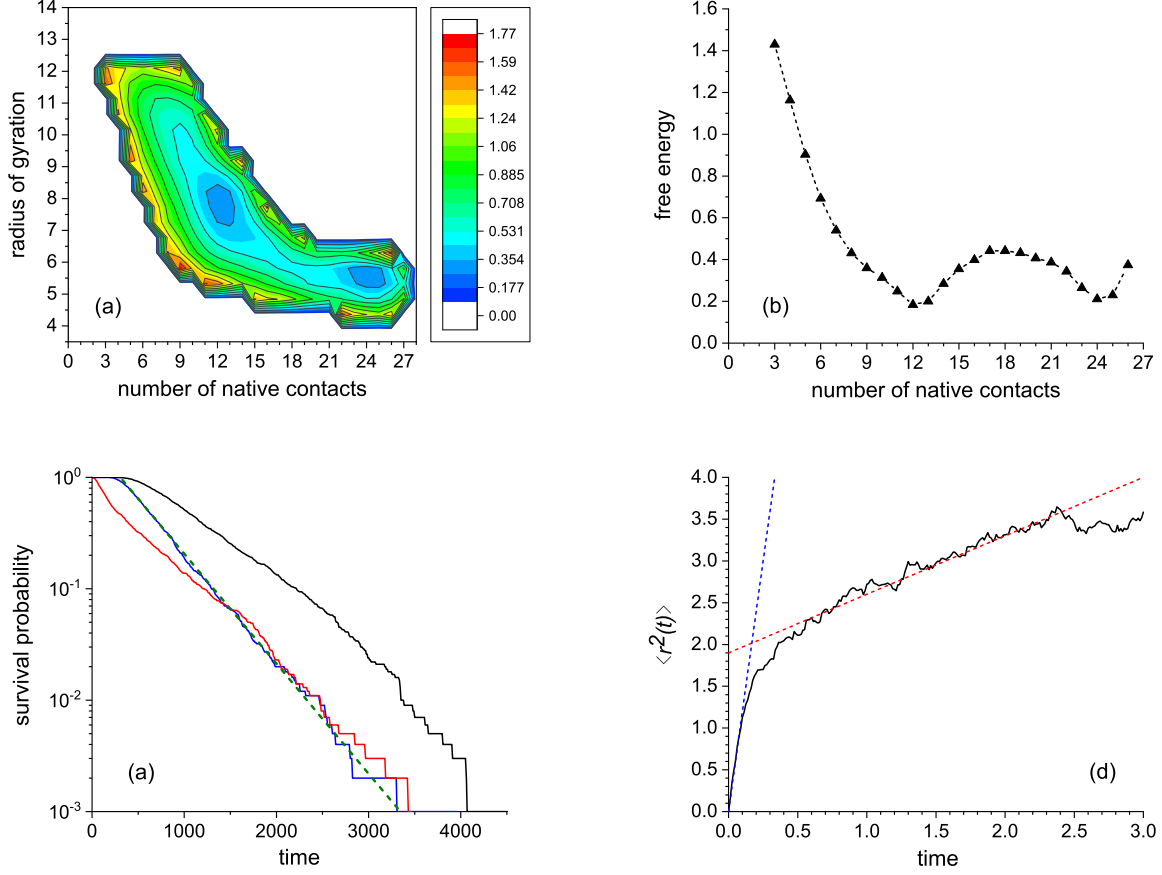 14
13
12
11
10
9
8
7
6
5
4
radius of gyration
(a)
0 3 6 9 12 15 18 21 24 27
number of native contacts
1.77
1.59
1.42
1.24
1.06
0.885
0.708
0.531
0.354
0.177
0.00
1.6
1.4
1.2
1.0
0.8
0.6
0.4
0.2
0.0
free energy
(b)
0 3 6 9 12 15 18 21 24 27
number of native contacts
10^0
10^-1
10^-2
10^-3
survival probability
(a)
0 1000 2000 3000 4000
time
4.0
3.5
3.0
2.5
2.0
1.5
1.0
0.5
0.0
⟨r²(t)⟩
(d)
0.0 0.5 1.0 1.5 2.0 2.5 3.0
time